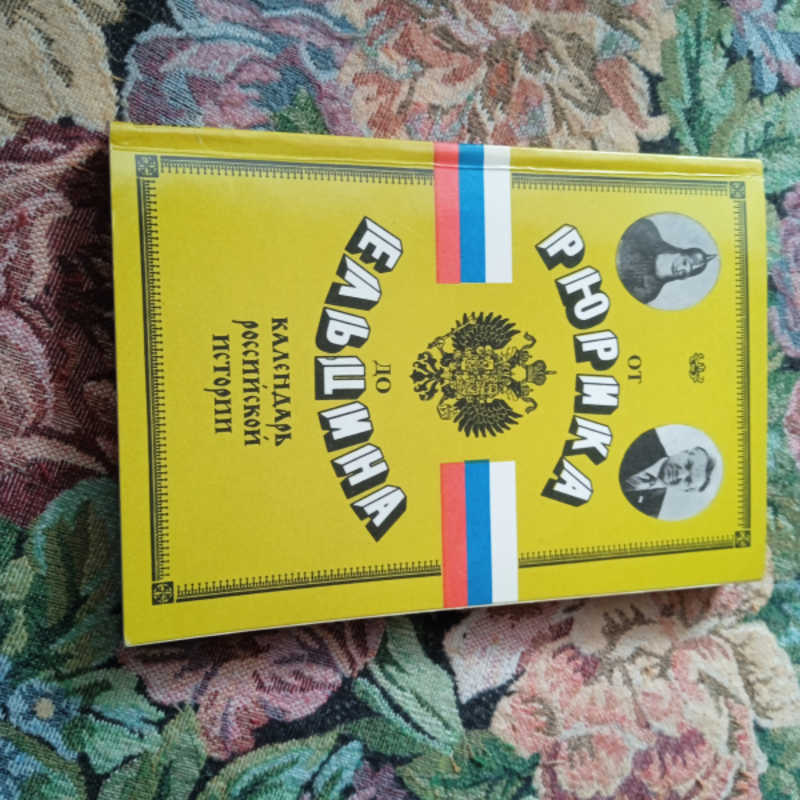 ОТ
РЮРИКА
ДО
ЕЛЬЦИНА
КАЛЕНДАРЬ
РОССИЙСКОЙ
ИСТОРИИ